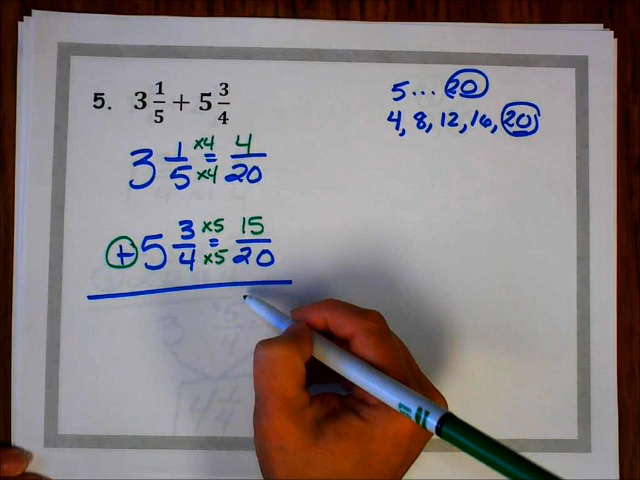 5. 3 1/5 + 5 3/4
5... 20
4, 8, 12, 16, 20
3 1/5 ×4/×4 = 4/20
+ 5 3/4 ×5/×5 = 15/20